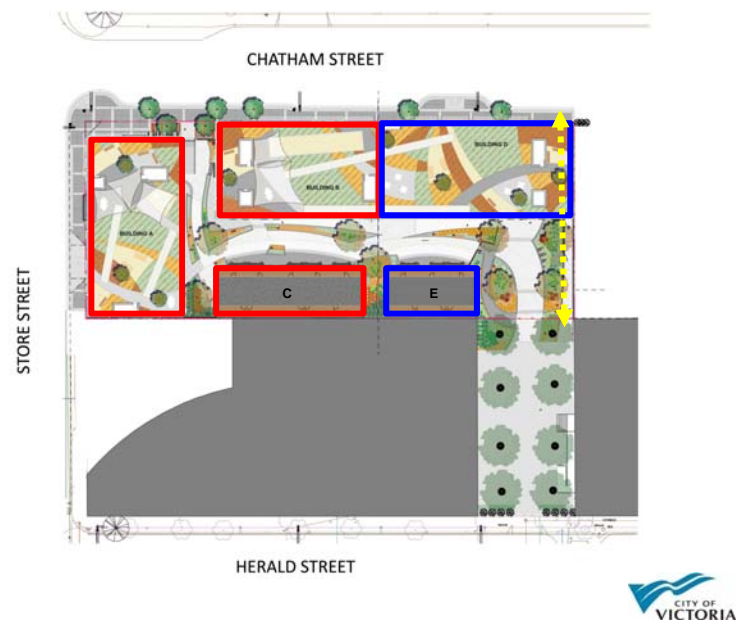 CHATHAM STREET
BUILDING D
BUILDING B
BUILDING A
C
E
STORE STREET
HERALD STREET
CITY OF
VICTORIA